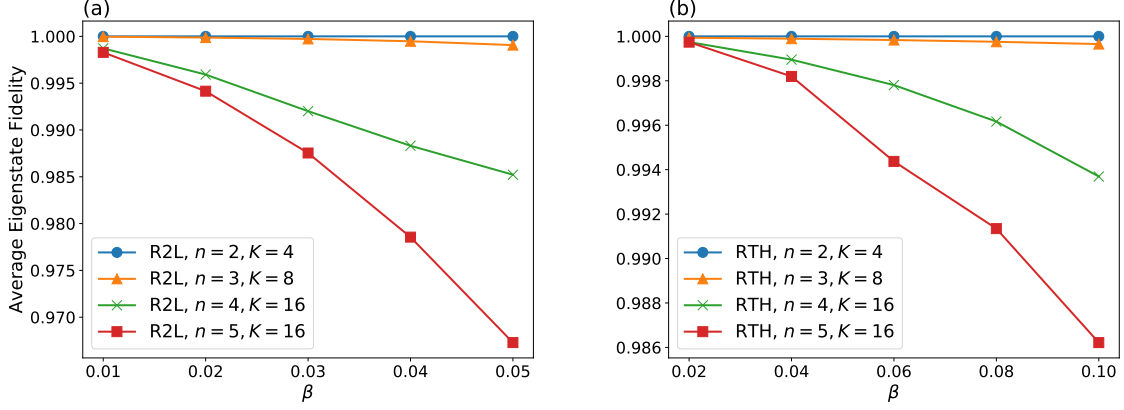 (a)
Average Eigenstate Fidelity
1.000
0.995
0.990
0.985
0.980
0.975
0.970
R2L, n = 2, K = 4
R2L, n = 3, K = 8
R2L, n = 4, K = 16
R2L, n = 5, K = 16
0.01 0.02 0.03 0.04 0.05
β
(b)
1.000
0.998
0.996
0.994
0.992
0.990
0.988
0.986
RTH, n = 2, K = 4
RTH, n = 3, K = 8
RTH, n = 4, K = 16
RTH, n = 5, K = 16
0.02 0.04 0.06 0.08 0.10
β